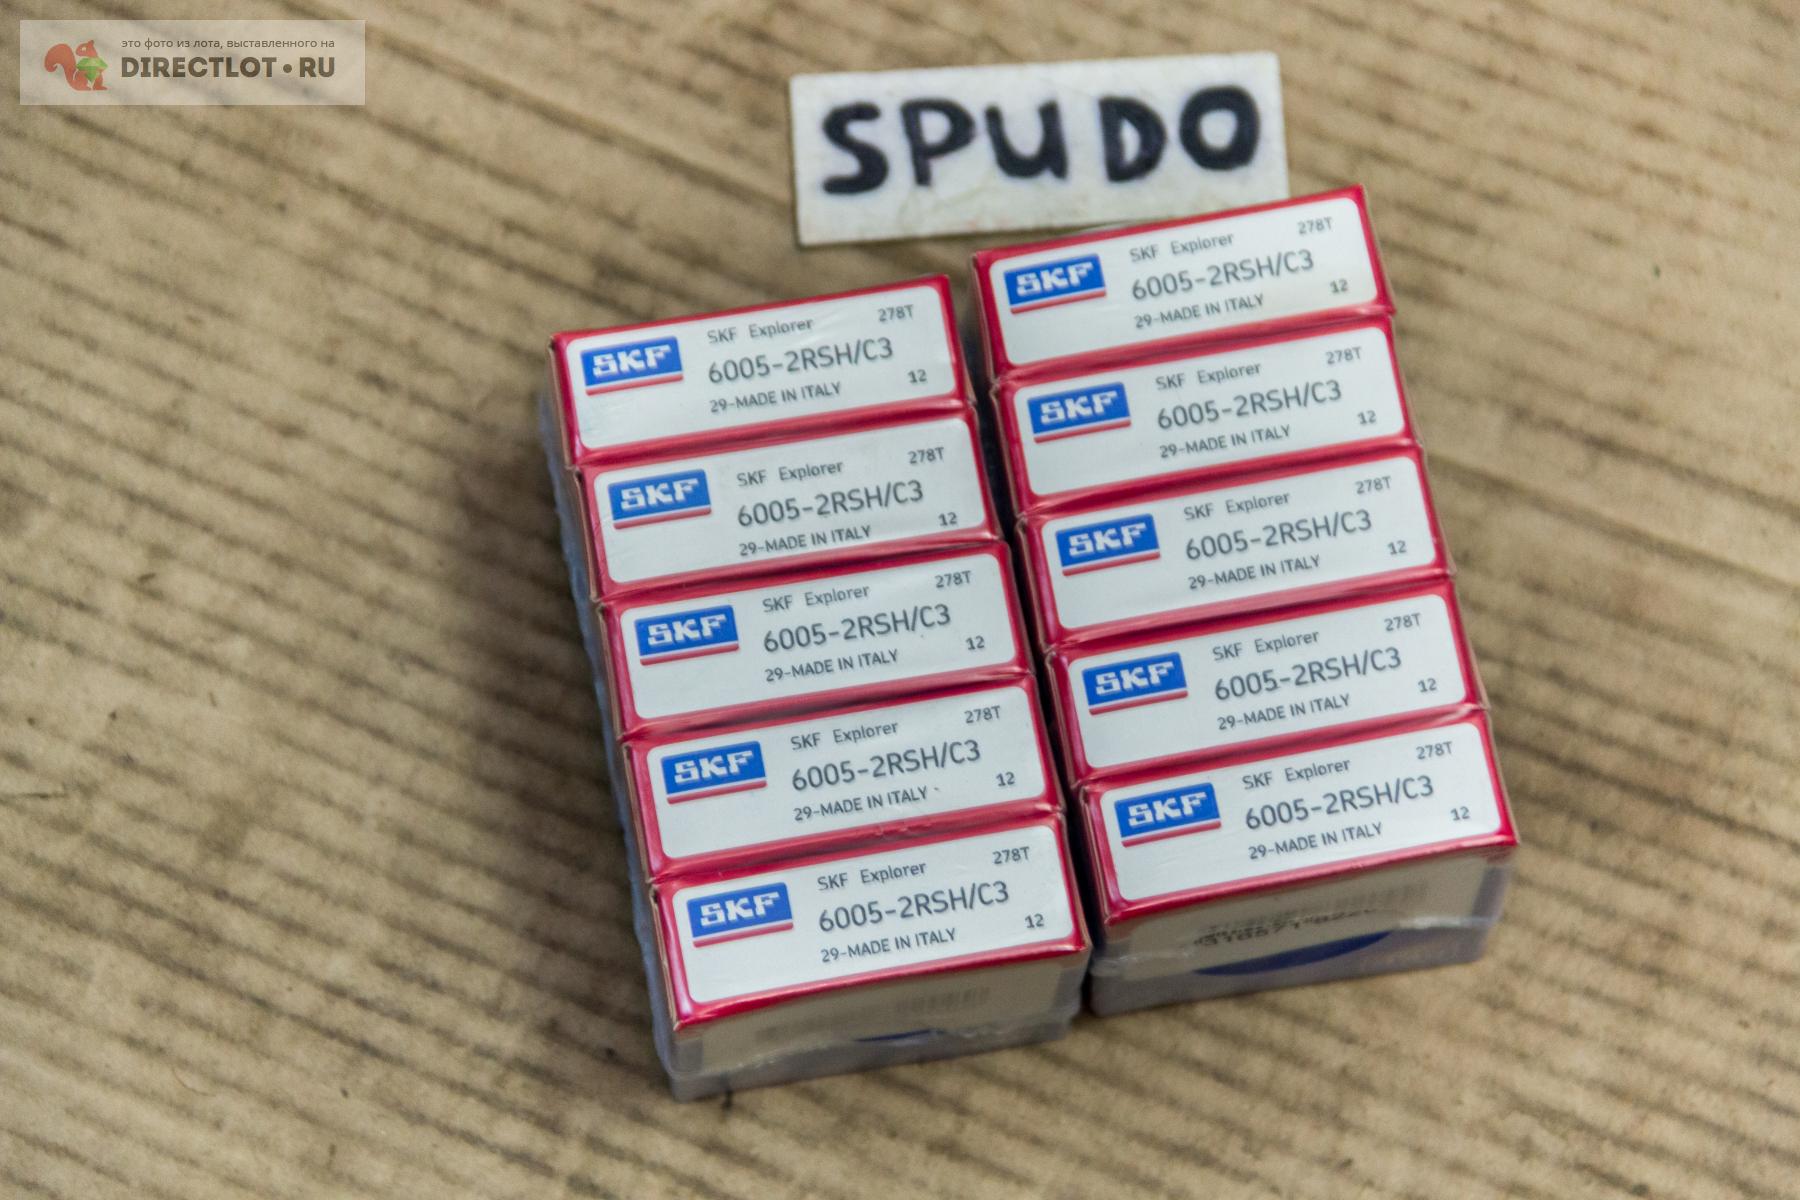 это фото из лота, выставленного на
DIRECTLOT•RU
SPUDO
SKF
SKF Explorer
278T
6005-2RSH/C3
29-MADE IN ITALY
12
SKF
SKF Explorer
278T
6005-2RSH/C3
29-MADE IN ITALY
12
SKF
SKF Explorer
278T
6005-2RSH/C3
29-MADE IN ITALY
12
SKF
SKF Explorer
278T
6005-2RSH/C3
29-MADE IN ITALY
12
SKF
SKF Explorer
278T
6005-2RSH/C3
29-MADE IN ITALY
12
SKF
SKF Explorer
278T
6005-2RSH/C3
29-MADE IN ITALY
12
SKF
SKF Explorer
278T
6005-2RSH/C3
29-MADE IN ITALY
12
SKF
SKF Explorer
278T
6005-2RSH/C3
29-MADE IN ITALY
12
SKF
SKF Explorer
278T
6005-2RSH/C3
29-MADE IN ITALY
12
SKF
SKF Explorer
278T
6005-2RSH/C3
29-MADE IN ITALY
12